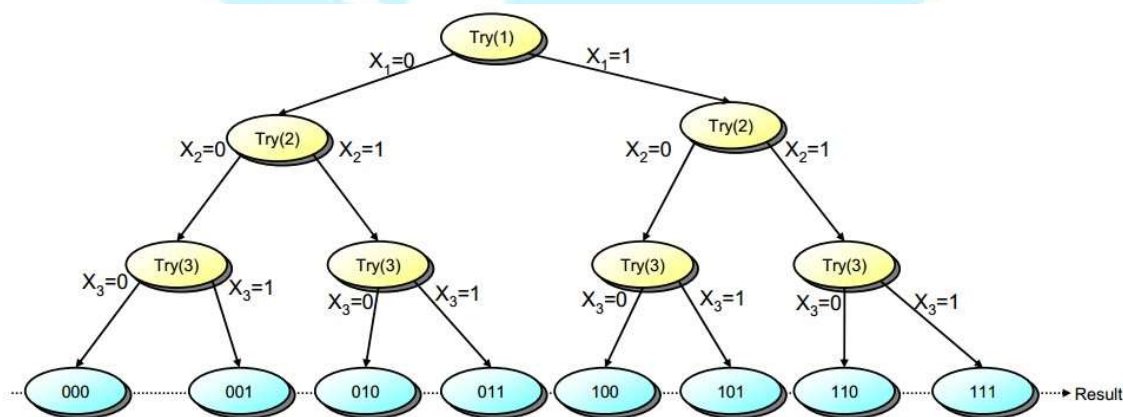 Try(1)
X₁=0
X₁=1
Try(2)
Try(2)
X₂=0
X₂=1
X₂=0
X₂=1
Try(3)
Try(3)
Try(3)
Try(3)
X₃=0
X₃=1
X₃=0
X₃=1
X₃=0
X₃=1
X₃=0
X₃=1
000
001
010
011
100
101
110
111
Result